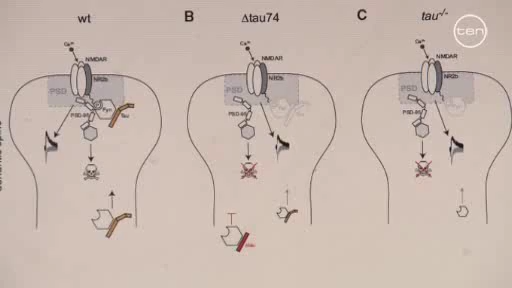 wt
B
Δtau74
C
tau-/-
ten
Ca²⁺
NMDAR
NR2b
PSD
Fyn
Tau
PSD-95
Ca²⁺
NMDAR
NR2b
PSD
PSD-95
Δtau
Ca²⁺
NMDAR
NR2b
PSD
PSD-95